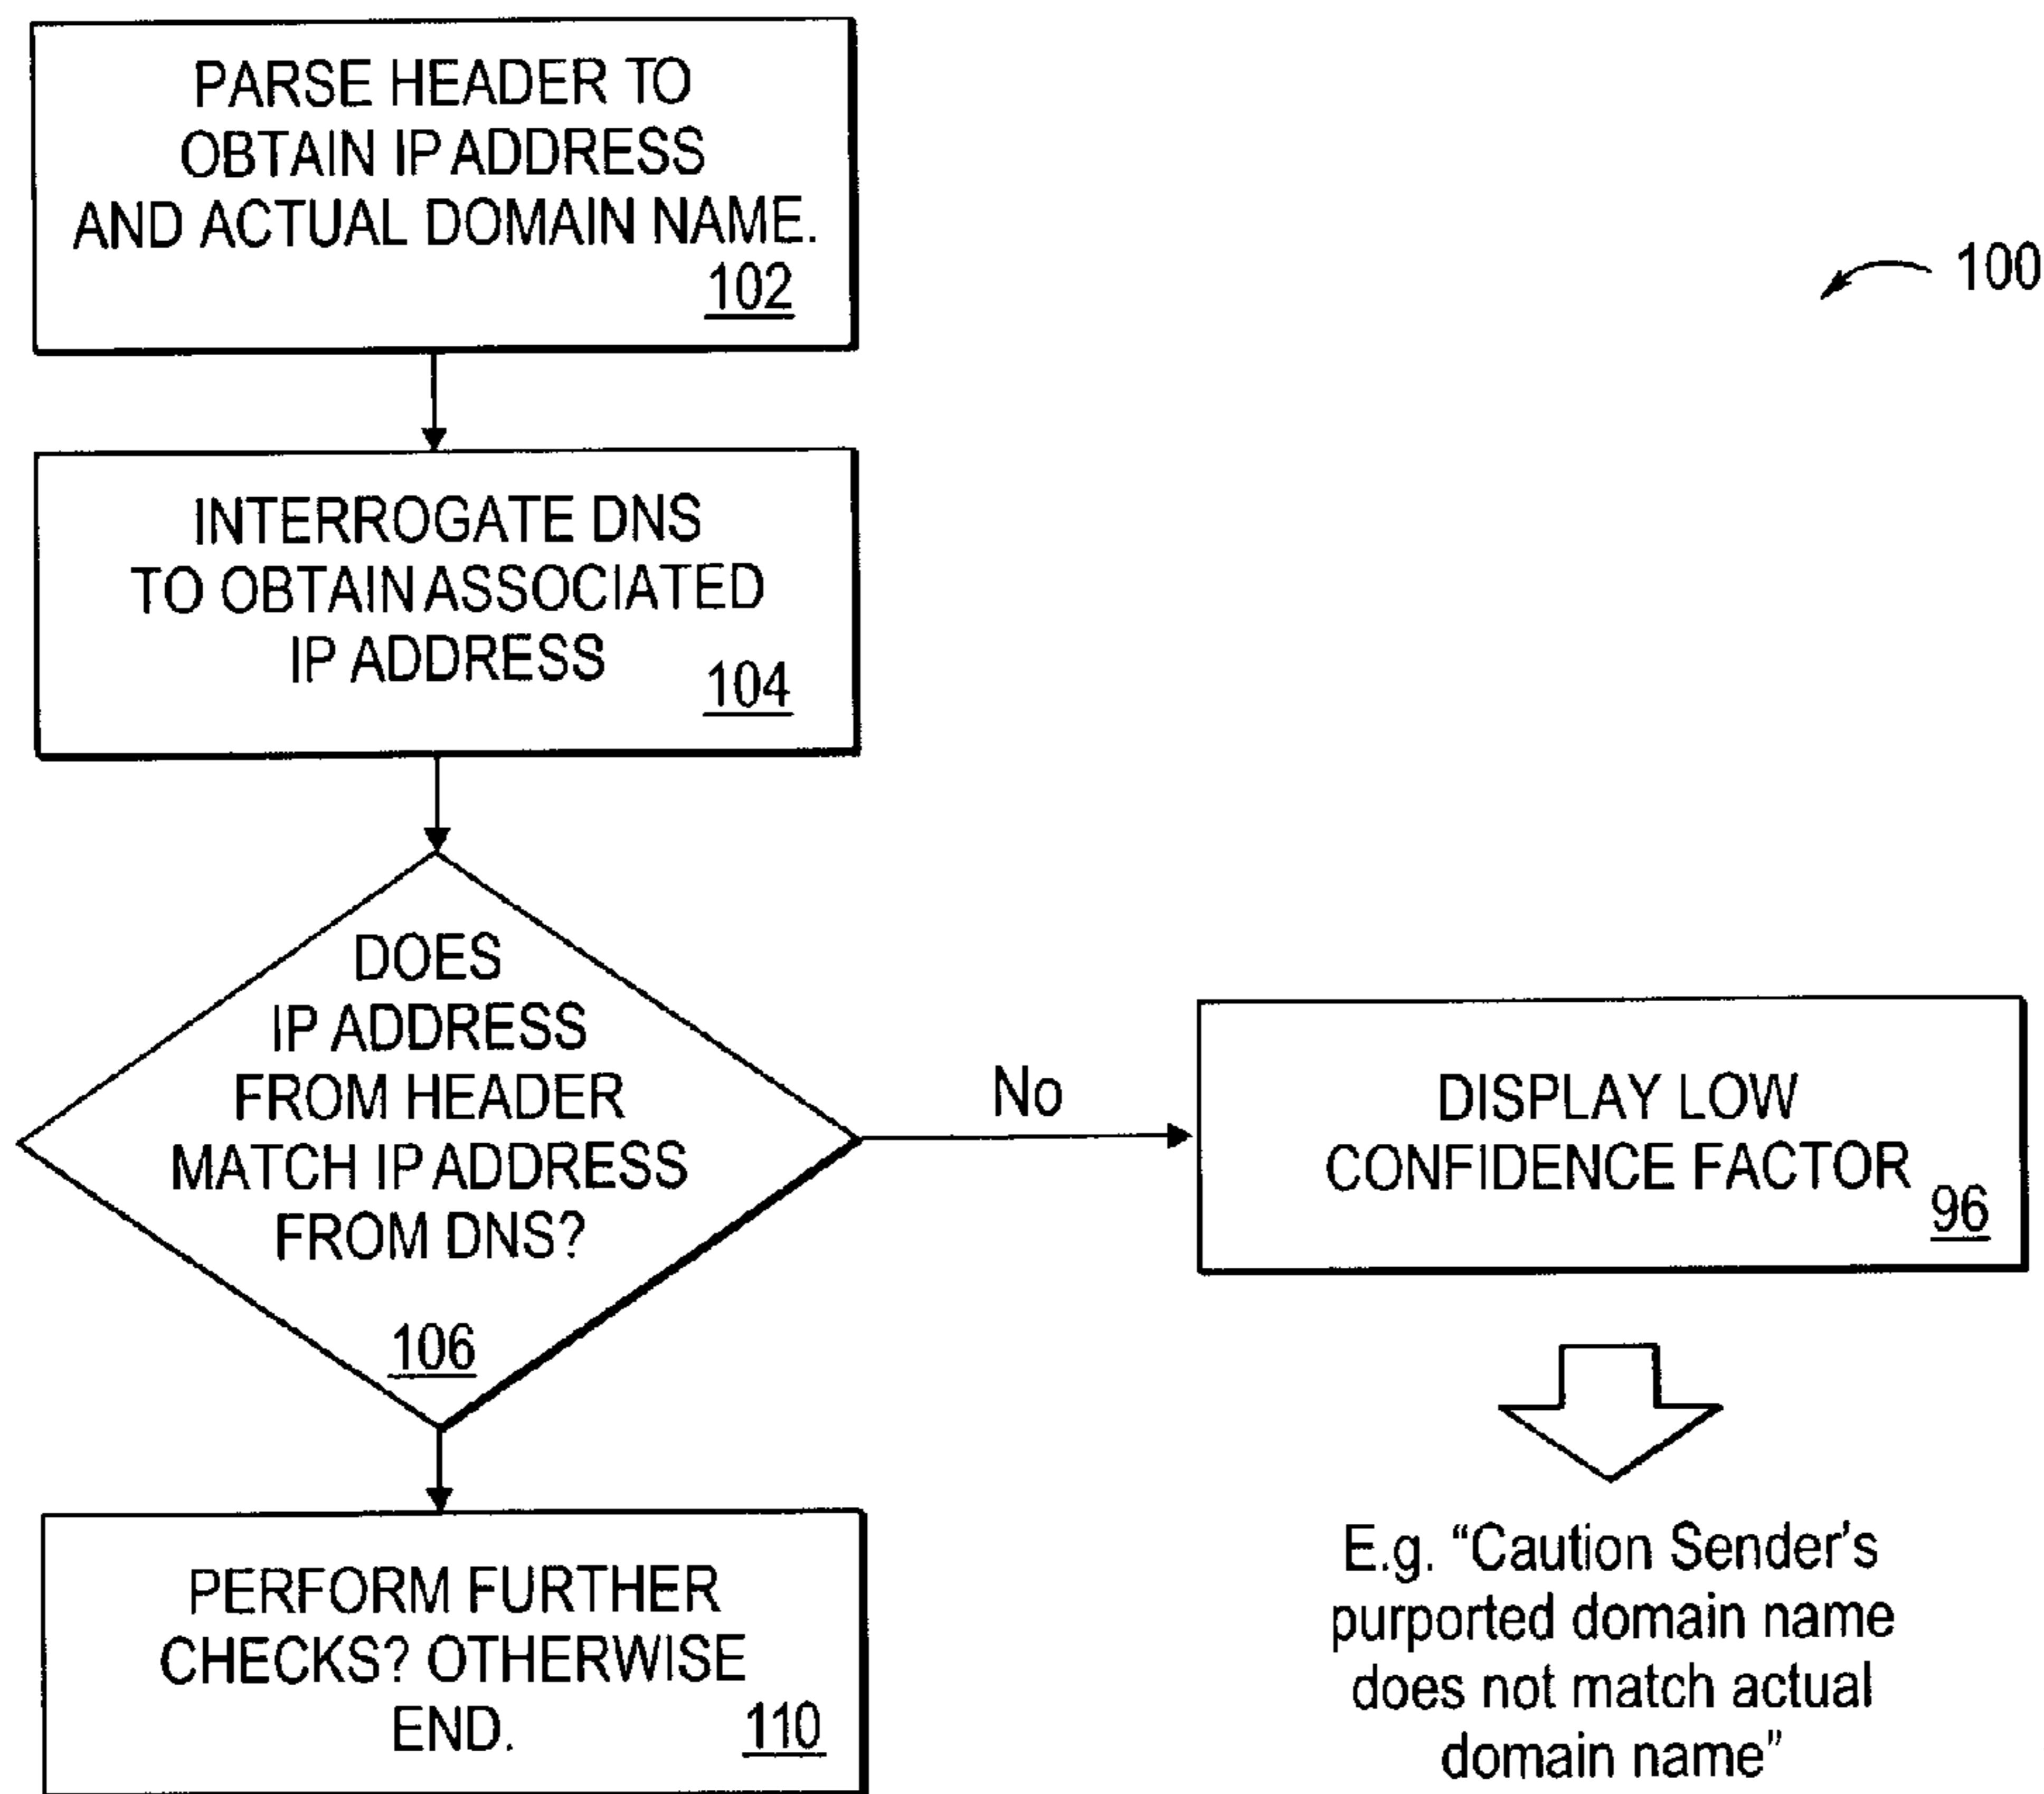 PARSE HEADER TO
OBTAIN IP ADDRESS
AND ACTUAL DOMAIN NAME.
102
100
INTERROGATE DNS
TO OBTAIN ASSOCIATED
IP ADDRESS
104
DOES
IP ADDRESS
FROM HEADER
MATCH IP ADDRESS
FROM DNS?
106
No
DISPLAY LOW
CONFIDENCE FACTOR
96
E.g. “Caution Sender’s
purported domain name
does not match actual
domain name”
PERFORM FURTHER
CHECKS? OTHERWISE
END.
110